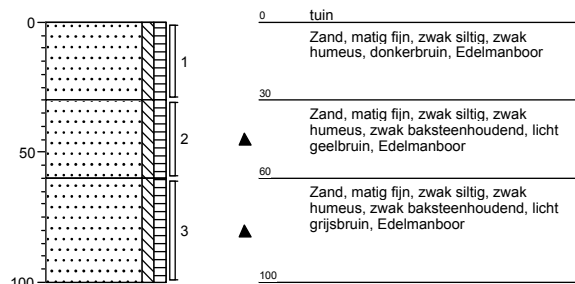 0
50
100
1
2
3
0 tuin
Zand, matig fijn, zwak siltig, zwak
humeus, donkerbruin, Edelmanboor
30
Zand, matig fijn, zwak siltig, zwak
humeus, zwak baksteenhoudend, licht
geelbruin, Edelmanboor
60
Zand, matig fijn, zwak siltig, zwak
humeus, zwak baksteenhoudend, licht
grijsbruin, Edelmanboor
100